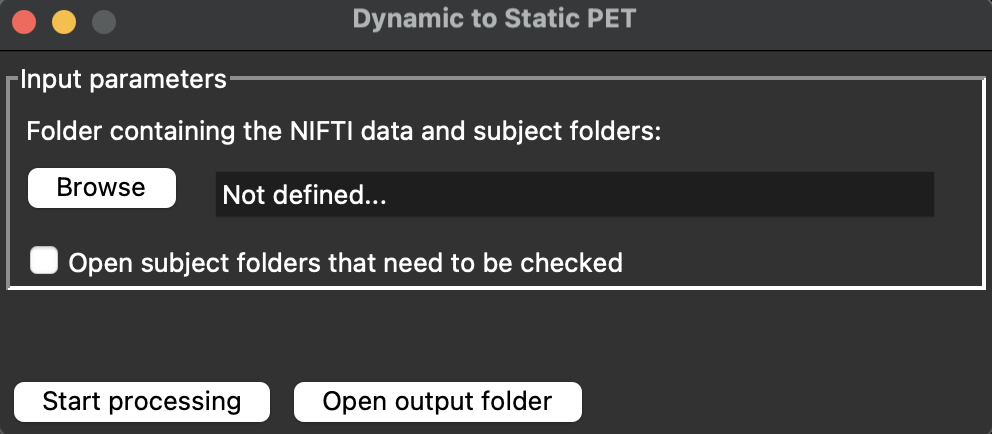 Dynamic to Static PET
Input parameters
Folder containing the NIFTI data and subject folders:
Browse
Not defined...
Open subject folders that need to be checked
Start processing
Open output folder